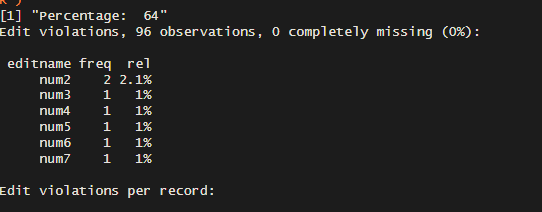 [1] "Percentage:  64"
Edit violations, 96 observations, 0 completely missing (0%):
editname freq  rel
num2    2 2.1%
num3    1   1%
num4    1   1%
num5    1   1%
num6    1   1%
num7    1   1%
Edit violations per record: